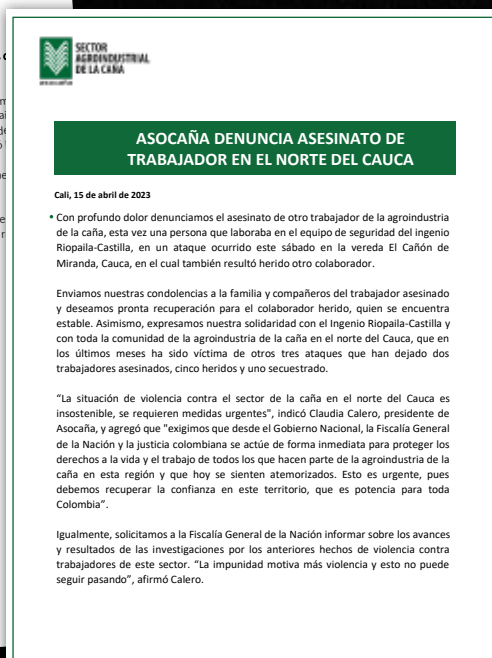 SECTOR
AGROINDUSTRIAL
DE LA CAÑA
ASOCAÑA DENUNCIA ASESINATO DE
TRABAJADOR EN EL NORTE DEL CAUCA
Cali, 15 de abril de 2023
• Con profundo dolor denunciamos el asesinato de otro trabajador de la agroindustria
de la caña, esta vez una persona que laboraba en el equipo de seguridad del ingenio
Riopaila-Castilla, en un ataque ocurrido este sábado en la vereda El Cañón de
Miranda, Cauca, en el cual también resultó herido otro colaborador.
Enviamos nuestras condolencias a la familia y compañeros del trabajador asesinado
y deseamos pronta recuperación para el colaborador herido, quien se encuentra
estable. Asimismo, expresamos nuestra solidaridad con el Ingenio Riopaila-Castilla y
con toda la comunidad de la agroindustria de la caña en el norte del Cauca, que en
los últimos meses ha sido víctima de otros tres ataques que han dejado dos
trabajadores asesinados, cinco heridos y uno secuestrado.
“La situación de violencia contra el sector de la caña en el norte del Cauca es
insostenible, se requieren medidas urgentes", indicó Claudia Calero, presidente de
Asocaña, y agregó que "exigimos que desde el Gobierno Nacional, la Fiscalía General
de la Nación y la justicia colombiana se actúe de forma inmediata para proteger los
derechos a la vida y el trabajo de todos los que hacen parte de la agroindustria de la
caña en esta región y que hoy se sienten atemorizados. Esto es urgente, pues
debemos recuperar la confianza en este territorio, que es potencia para toda
Colombia”.
Igualmente, solicitamos a la Fiscalía General de la Nación informar sobre los avances
y resultados de las investigaciones por los anteriores hechos de violencia contra
trabajadores de este sector. “La impunidad motiva más violencia y esto no puede
seguir pasando”, afirmó Calero.